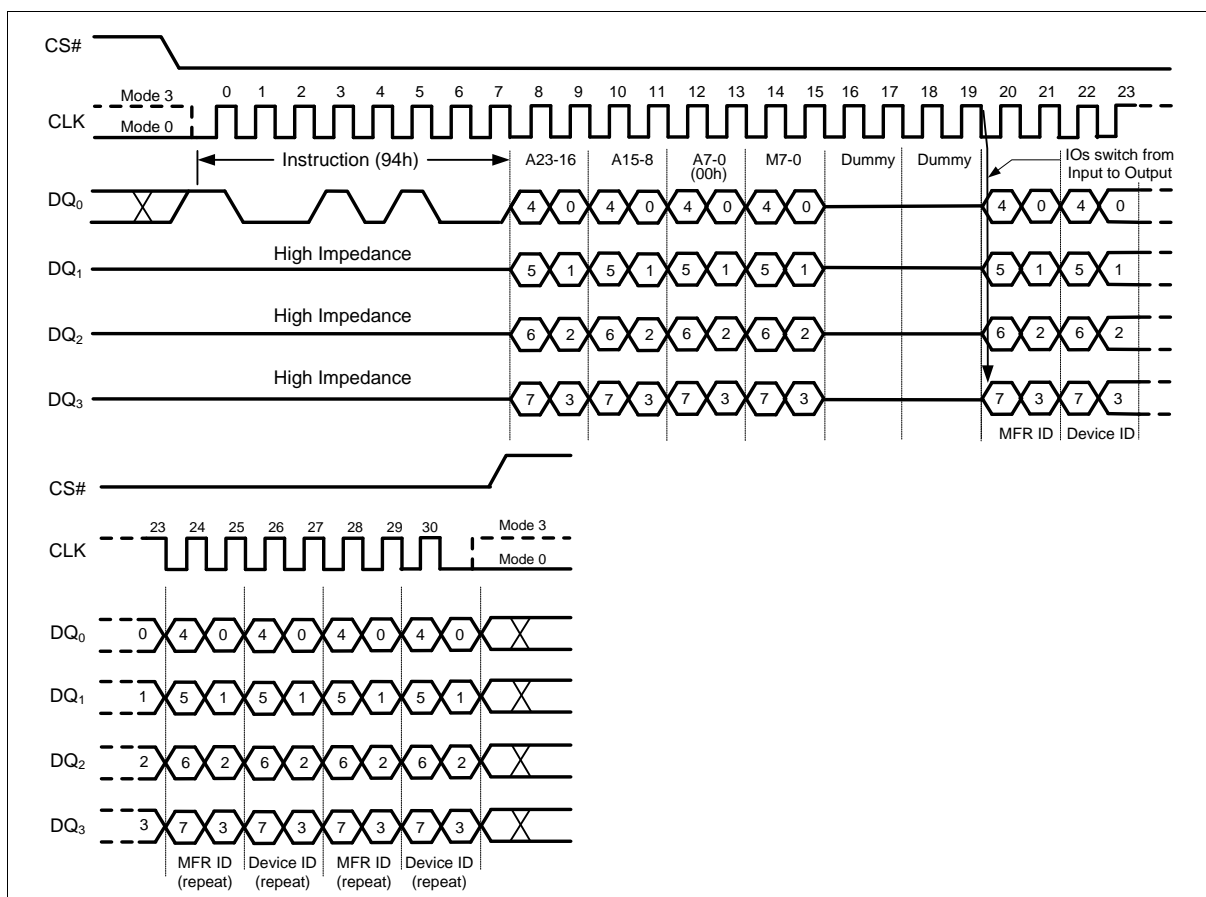 CS#
Mode 3
0 1 2 3 4 5 6 7 8 9 10 11 12 13 14 15 16 17 18 19 20 21 22 23
CLK
Mode 0
Instruction (94h)
A23-16
A15-8
A7-0
(00h)
M7-0
Dummy
Dummy
IOs switch from
Input to Output
DQ0
4 0 4 0 4 0 4 0 4 0 4 0
High Impedance
DQ1
5 1 5 1 5 1 5 1 5 1 5 1
High Impedance
DQ2
6 2 6 2 6 2 6 2 6 2 6 2
High Impedance
DQ3
7 3 7 3 7 3 7 3 7 3 7 3
MFR ID
Device ID
CS#
23 24 25 26 27 28 29 30
Mode 3
CLK
Mode 0
DQ0
0 4 0 4 0 4 0 4 0
DQ1
1 5 1 5 1 5 1 5 1
DQ2
2 6 2 6 2 6 2 6 2
DQ3
3 7 3 7 3 7 3 7 3
MFR ID
(repeat)
Device ID
(repeat)
MFR ID
(repeat)
Device ID
(repeat)